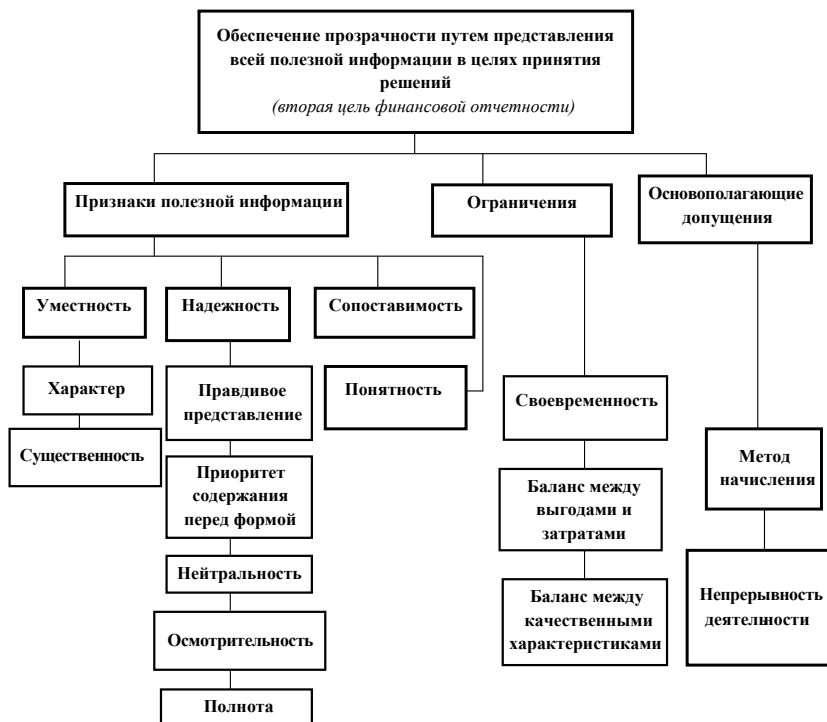 Обеспечение прозрачности путем представления
всей полезной информации в целях принятия
решений
(вторая цель финансовой отчетности)
Признаки полезной информации
Ограничения
Основополагающие
допущения
Уместность
Надежность
Сопоставимость
Характер
Правдивое
представление
Понятность
Своевременность
Существенность
Приоритет
содержания
перед формой
Баланс между
выгодами и
затратами
Метод
начисления
Нейтральность
Баланс между
качественными
характеристиками
Непрерывность
деятельности
Осмотрительность
Полнота